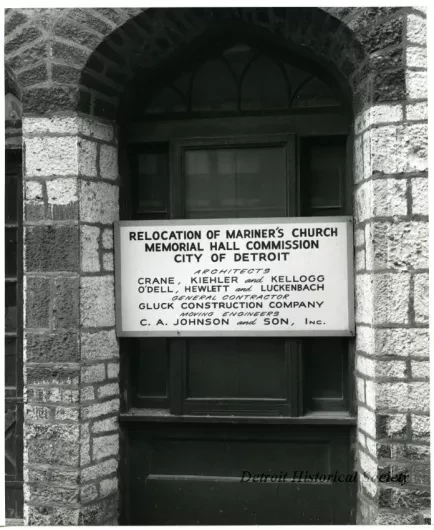 RELOCATION OF MARINER'S CHURCH
MEMORIAL HALL COMMISSION
CITY OF DETROIT
ARCHITECTS
CRANE, KIEHLER and KELLOGG
O'DELL, HEWLETT and LUCKENBACH
GENERAL CONTRACTOR
GLUCK CONSTRUCTION COMPANY
MOVING ENGINEERS
C. A. JOHNSON and SON, INC.
Detroit Historical Society